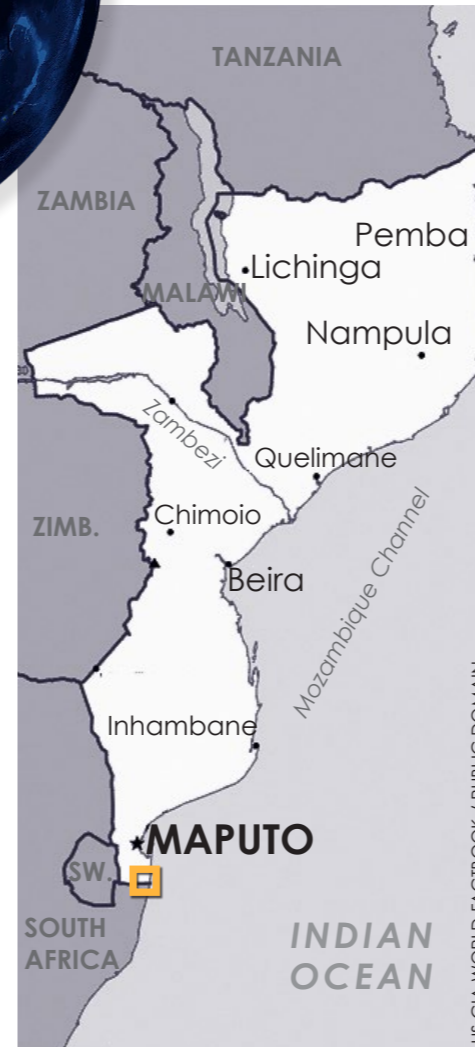 TANZANIA
ZAMBIA
Pemba
Lichinga
MALAWI
Nampula
Zambezi
Quelimane
Chimoio
ZIMB.
Beira
Mozambique Channel
Inhambane
MAPUTO
SW.
SOUTH
AFRICA
INDIAN
OCEAN
US CIA WORLD FACTBOOK / PUBLIC DOMAIN